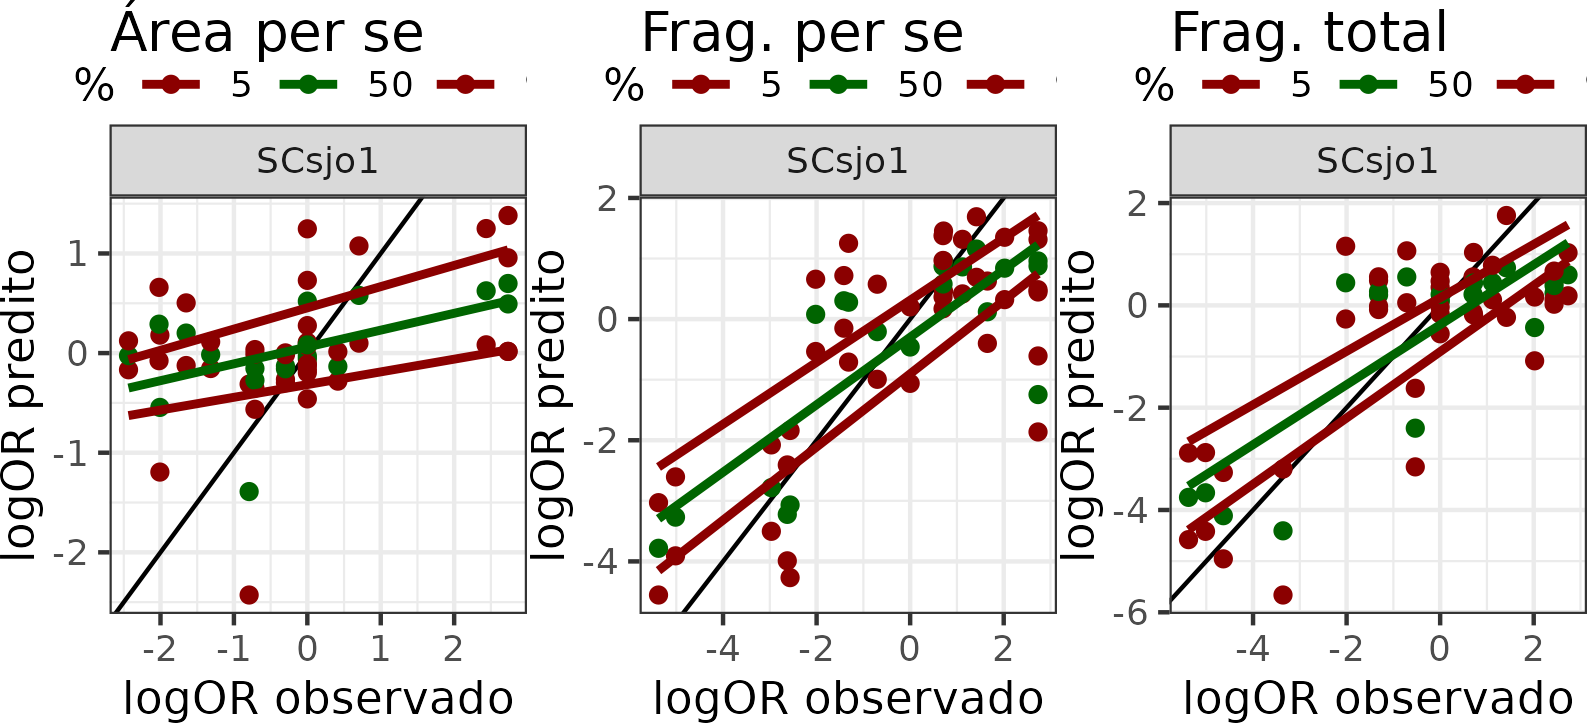 Área per se
% 5 50
SCsjo1
1
0
-1
-2
-2 -1 0 1 2
logOR predito
logOR observado
Frag. per se
% 5 50
SCsjo1
2
0
-2
-4
-4 -2 0 2
logOR predito
logOR observado
Frag. total
% 5 50
SCsjo1
2
0
-2
-4
-6
-4 -2 0 2
logOR predito
logOR observado